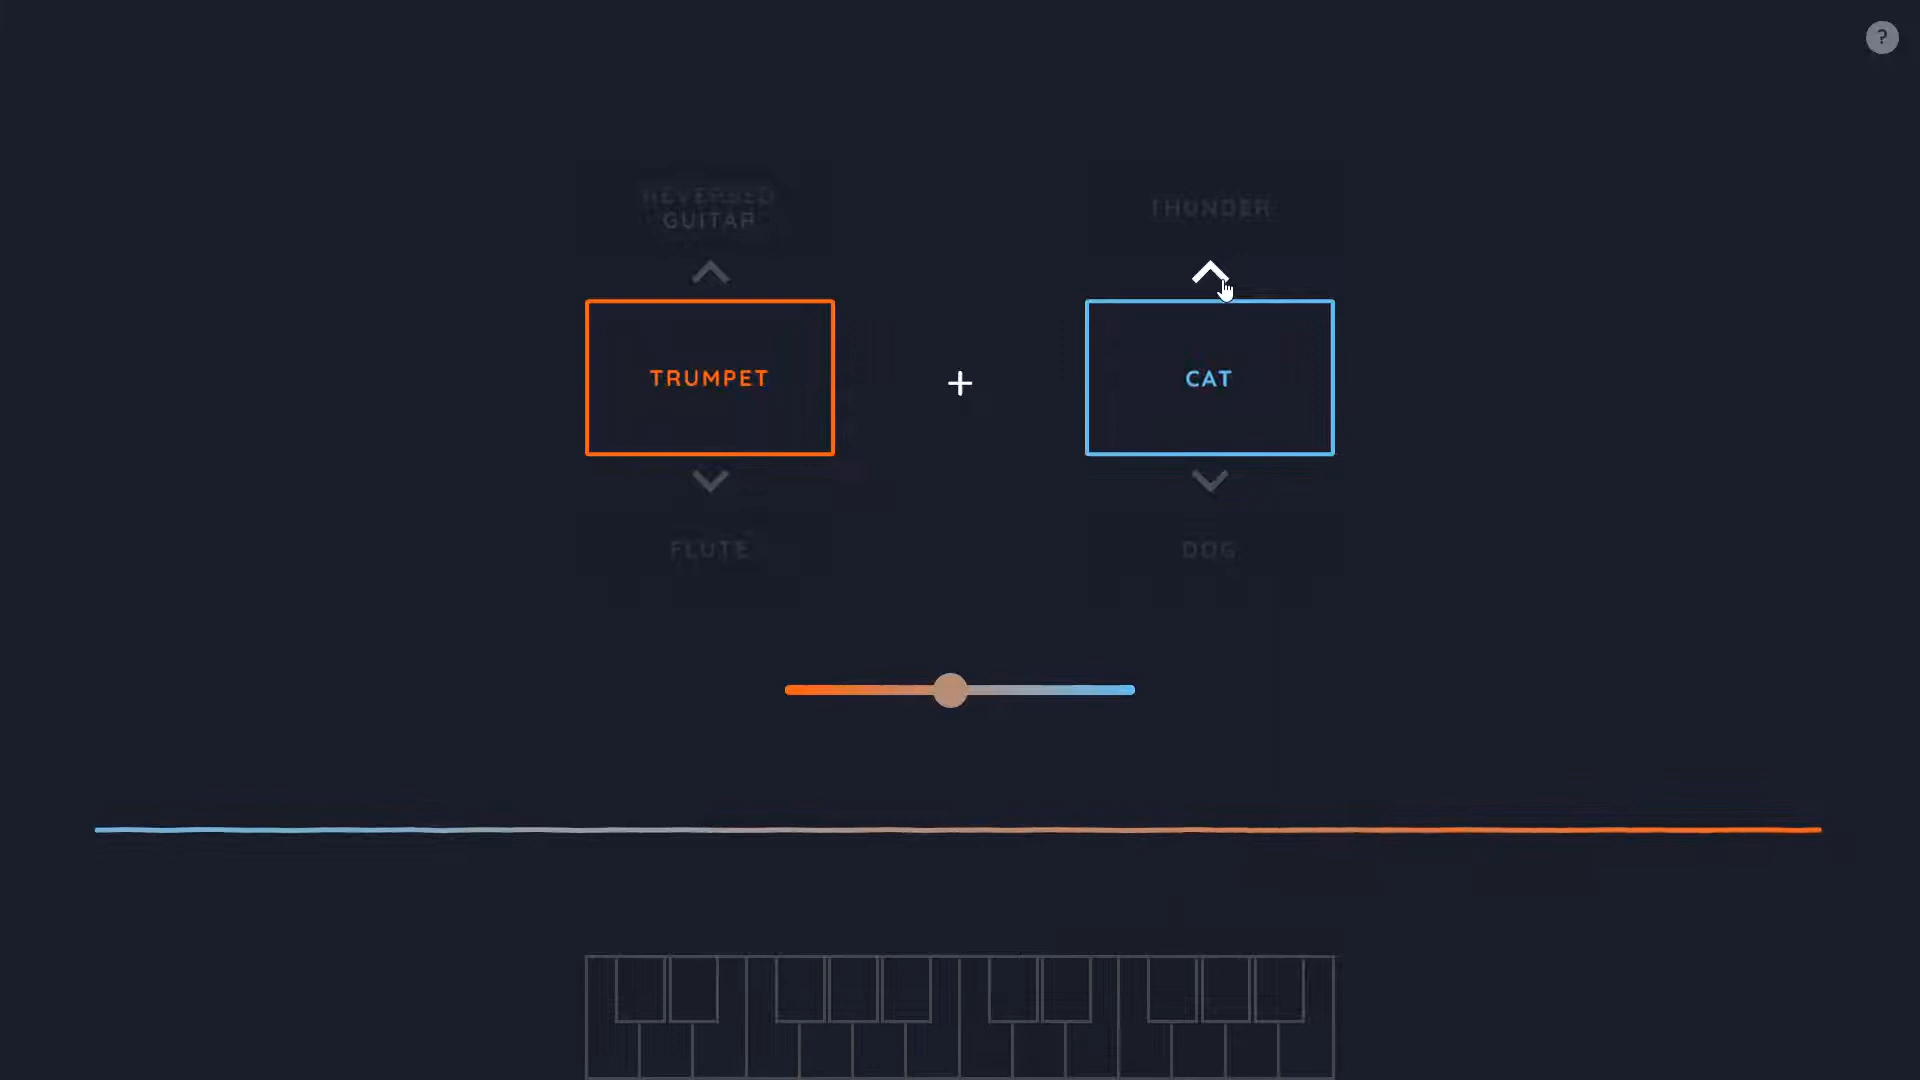 ?
REVERSED
GUITAR
THUNDER
TRUMPET
+
CAT
FLUTE
DOG